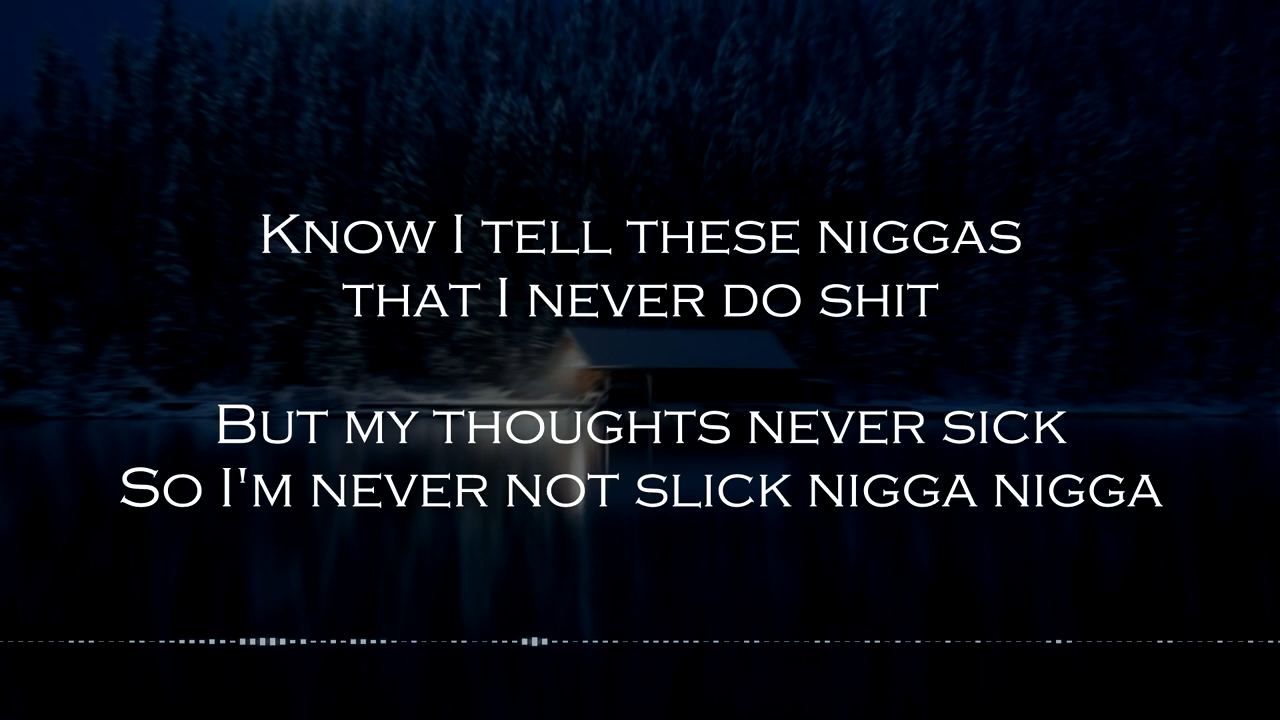 Know I tell these niggas
that I never do shit
But my thoughts never sick
So I'm never not slick nigga nigga